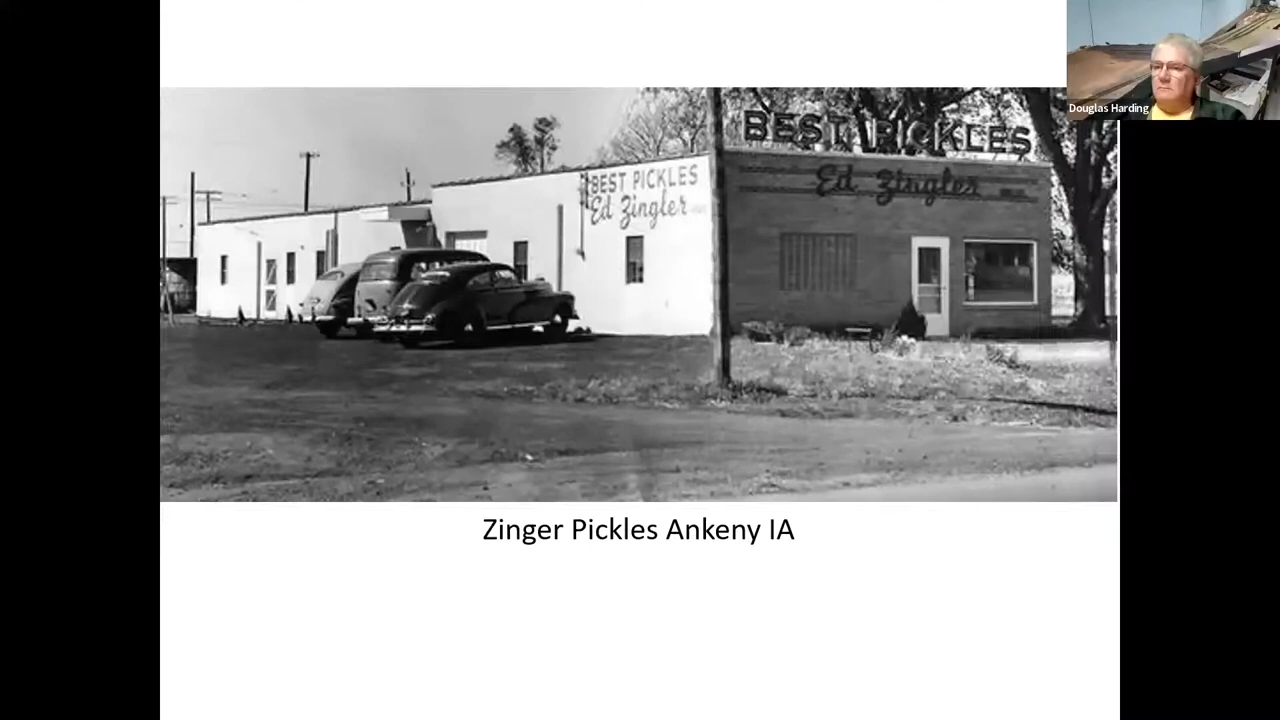 Douglas Harding
BEST PICKLES
Ed Zingler
BEST PICKLES
Ed Zingler
Zinger Pickles Ankeny IA